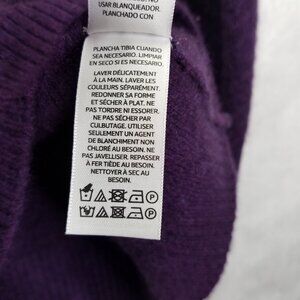 USAR BLANQUEADOR.
PLANCHADO CON
PLANCHA TIBIA CUANDO
SEA NECESARIO. LIMPIAR
EN SECO SI ES NECESARIO.
LAVER DÉLICATEMENT
À LA MAIN. LAVER LES
COULEURS SÉPARÉMENT.
REDONNER SA FORME
ET SÉCHER À PLAT. NE
PAS TORDRE NI ESSORER.
NE PAS SÉCHER PAR
CULBUTAGE. UTILISER
SEULEMENT UN AGENT
DE BLANCHIMENT NON
CHLORÉ AU BESOIN. NE
PAS JAVELLISER. REPASSER
À FER TIÈDE AU BESOIN.
NETTOYER À SEC AU
BESOIN.
P
P